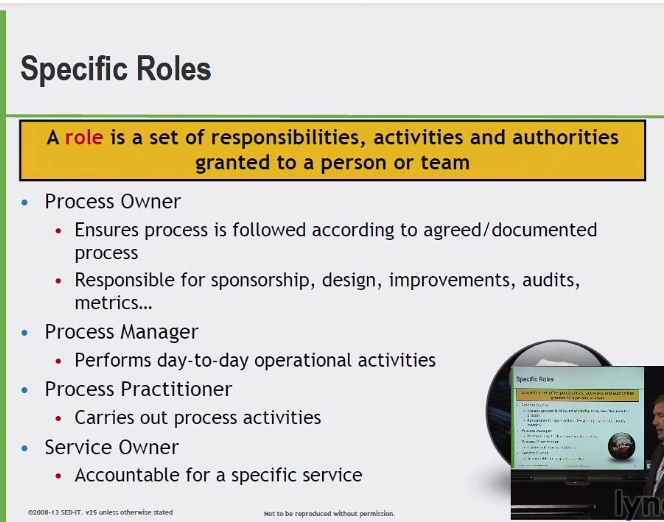 Specific Roles
A role is a set of responsibilities, activities and authorities
granted to a person or team
• Process Owner
• Ensures process is followed according to agreed/documented
process
• Responsible for sponsorship, design, improvements, audits,
metrics…
• Process Manager
• Performs day-to-day operational activities
• Process Practitioner
• Carries out process activities
• Service Owner
• Accountable for a specific service
©2008-13 SED-IT. v25 unless otherwise stated
Not to be reproduced without permission.
Specific Roles
lyn